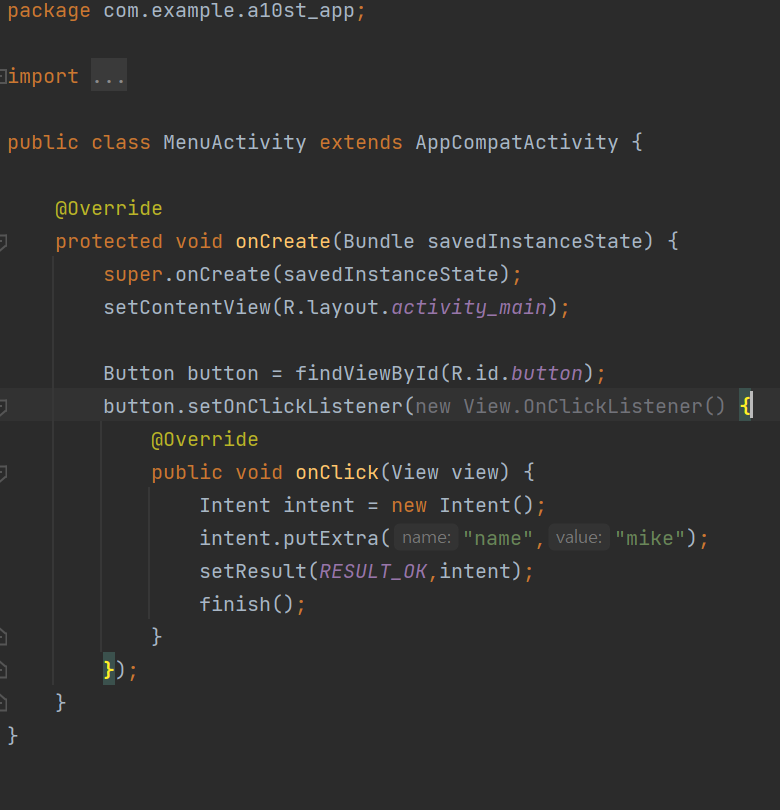 package com.example.a10st_app;
import ...
public class MenuActivity extends AppCompatActivity {
@Override
protected void onCreate(Bundle savedInstanceState) {
super.onCreate(savedInstanceState);
setContentView(R.layout.activity_main);
Button button = findViewById(R.id.button);
button.setOnClickListener(new View.OnClickListener() {
@Override
public void onClick(View view) {
Intent intent = new Intent();
intent.putExtra( name: "name", value: "mike");
setResult(RESULT_OK,intent);
finish();
}
});
}
}